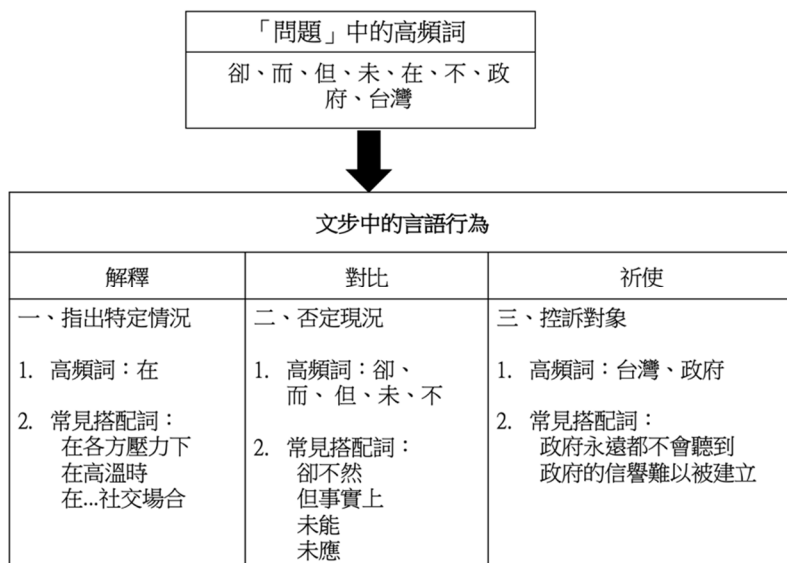 「問題」中的高頻詞
卻、而、但、未、在、不、政
府、台灣
文步中的言語行為
解釋
對比
祈使
一、指出特定情況
1. 高頻詞：在
2. 常見搭配詞：
在各方壓力下
在高溫時
在...社交場合
二、否定現況
1. 高頻詞：卻、
而、但、未、不
2. 常見搭配詞：
卻不然
但事實上
未能
未應
三、控訴對象
1. 高頻詞：台灣、政府
2. 常見搭配詞：
政府永遠都不會聽到
政府的信譽難以被建立